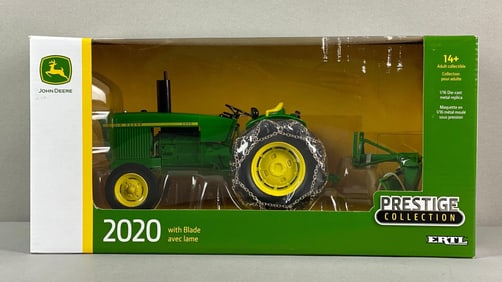 JOHN DEERE
14+
Adult collectible
Collection
pour adulte
1/16 Die-cast
metal replica
Maquette en
1/16 métal moulé
sous pression
PRESTIGE
COLLECTION
2020
with Blade
avec lame
ERTL